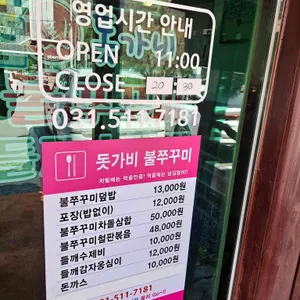 영업시간 안내
OPEN 11:00
CLOSE 20 30
031.511-7181
돗가비 불쭈꾸미
불쭈꾸미덮밥 13,000원
포장(밥없이) 12,000원
불쭈꾸미차돌삼합 50,000원
불쭈꾸미철판볶음 48,000원
들깨수제비 10,000원
들깨감자옹심이 12,000원
돈까스 10,000원
031-511-7181